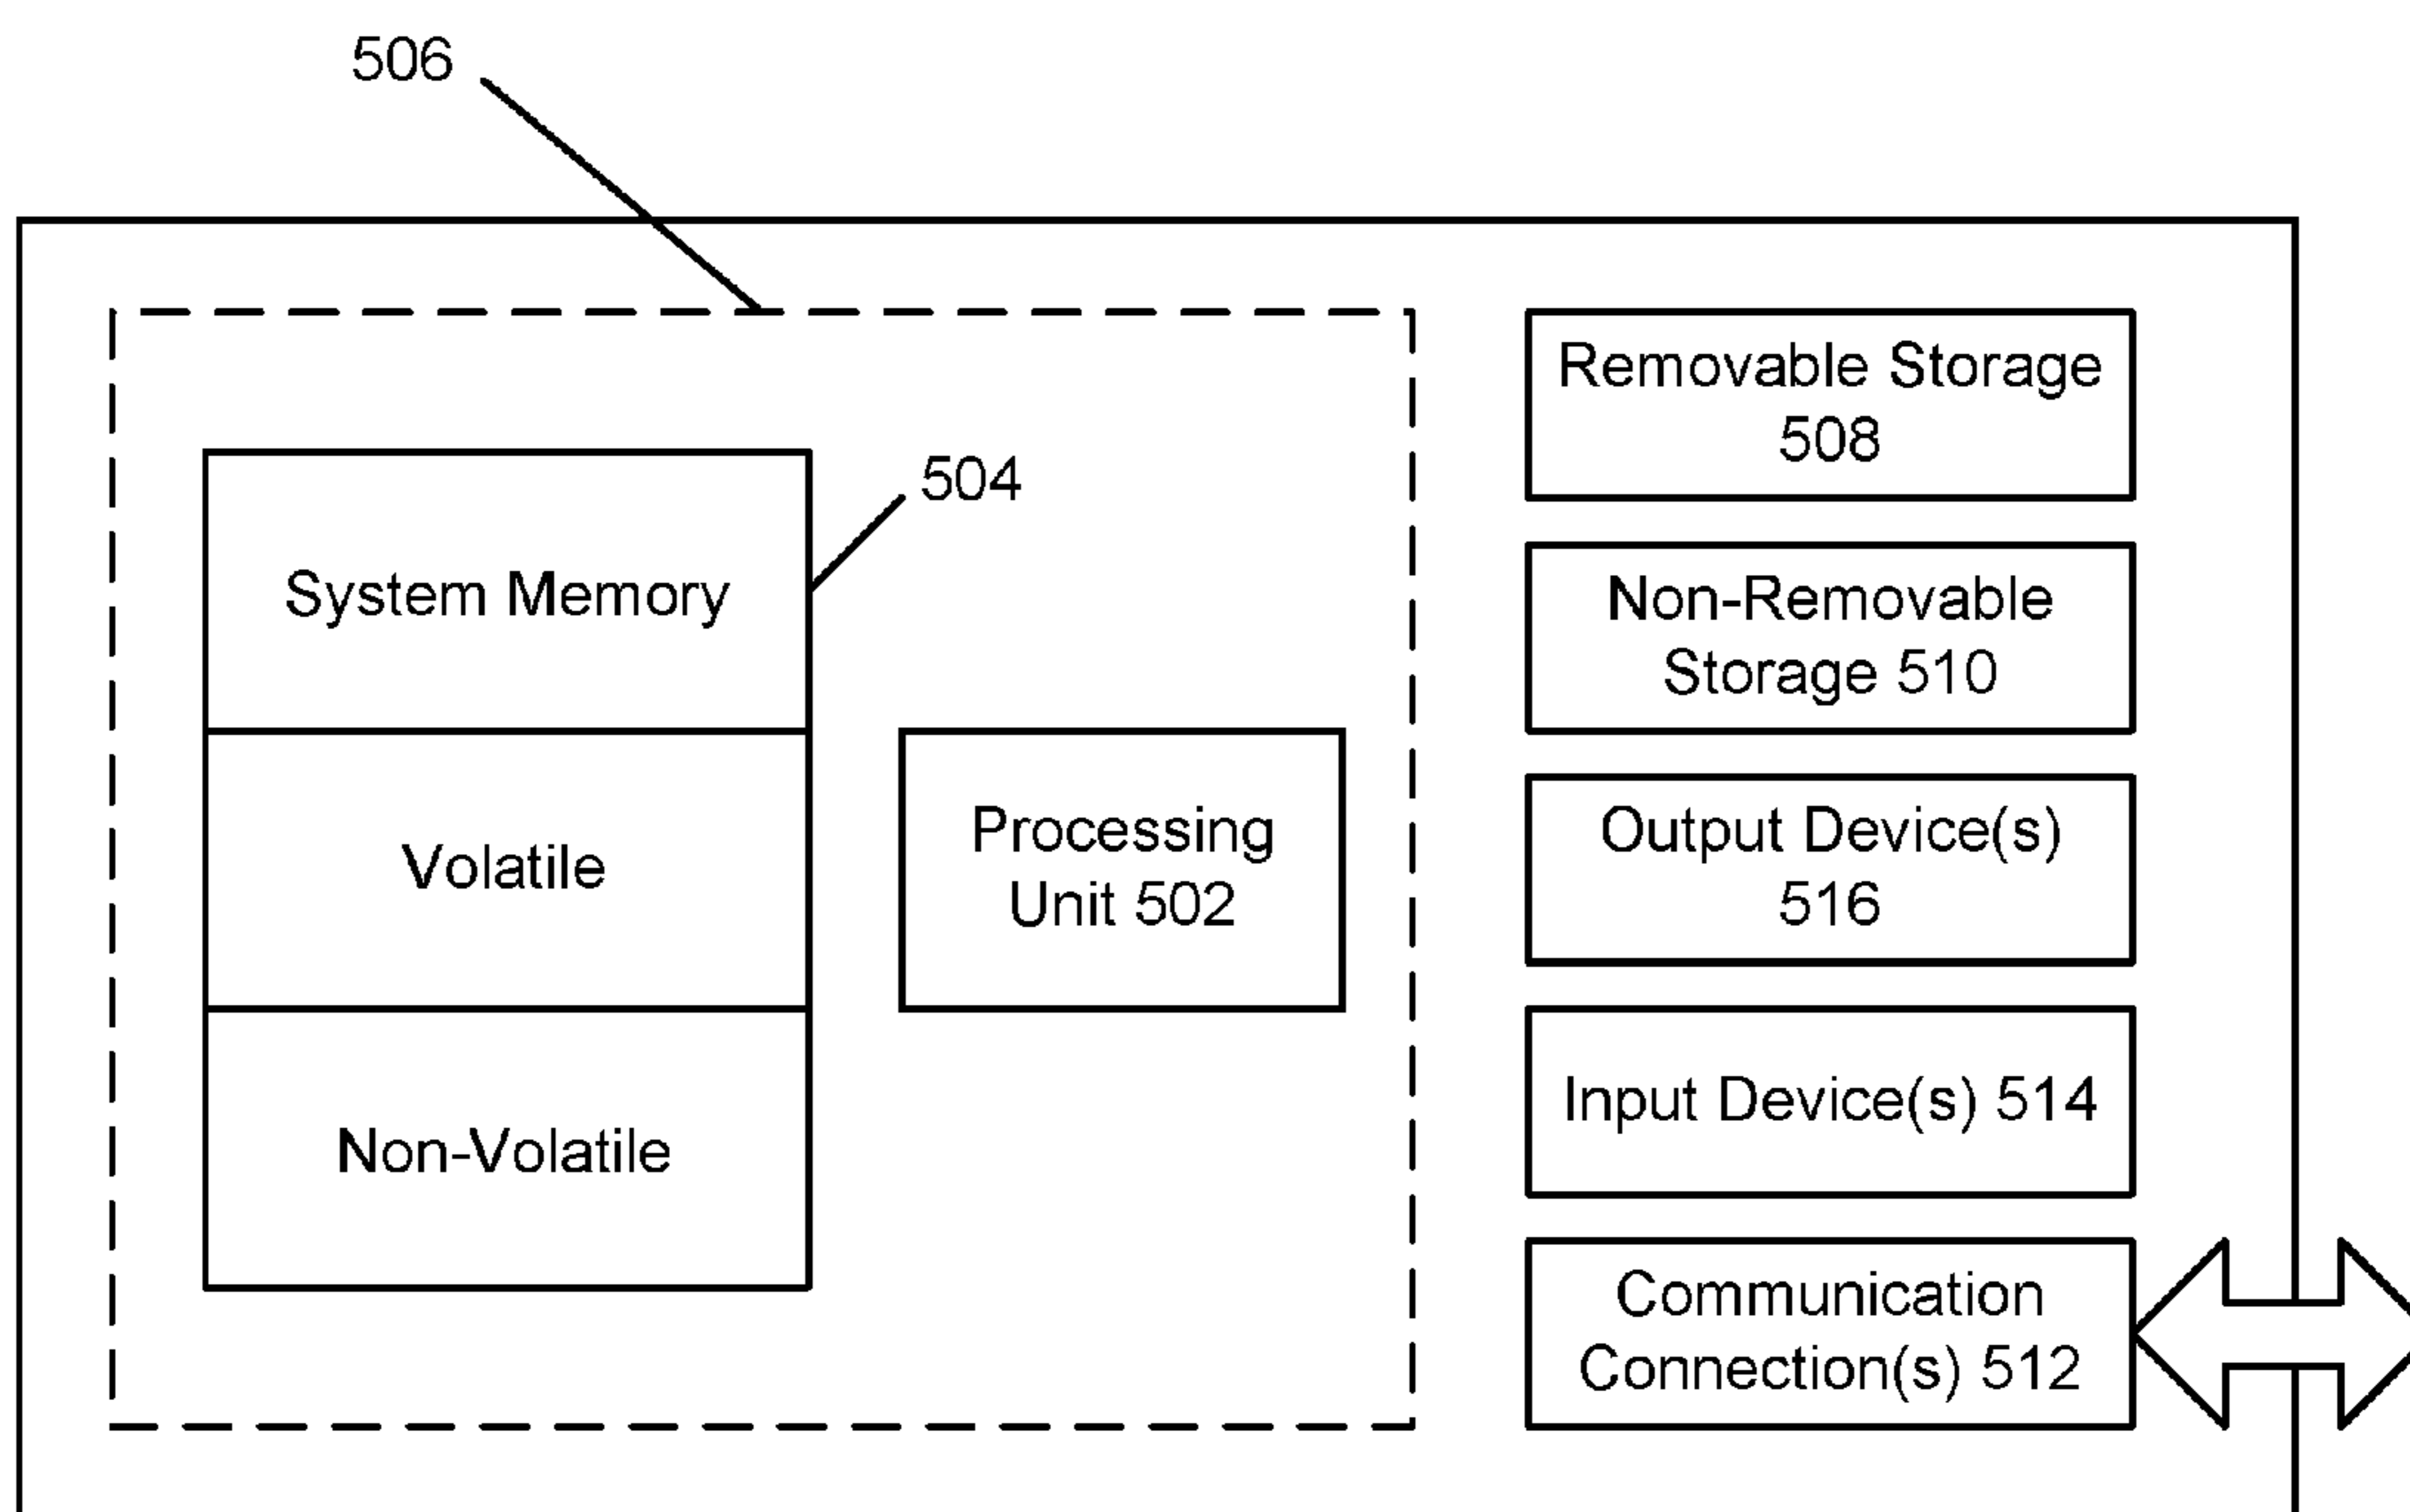 506
504
System Memory
Volatile
Non-Volatile
Processing
Unit 502
Removable Storage
508
Non-Removable
Storage 510
Output Device(s)
516
Input Device(s) 514
Communication
Connection(s) 512